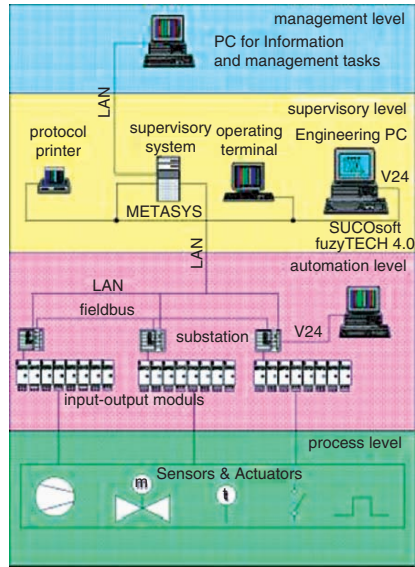 management level
PC for Information
and management tasks
LAN
supervisory level
protocol
printer
supervisory
system
operating
terminal
Engineering PC
V24
METASYS
SUCOsoft
fuzyTECH 4.0
LAN
automation level
LAN
fieldbus
substation
V24
input-output moduls
process level
Sensors & Actuators
m
t